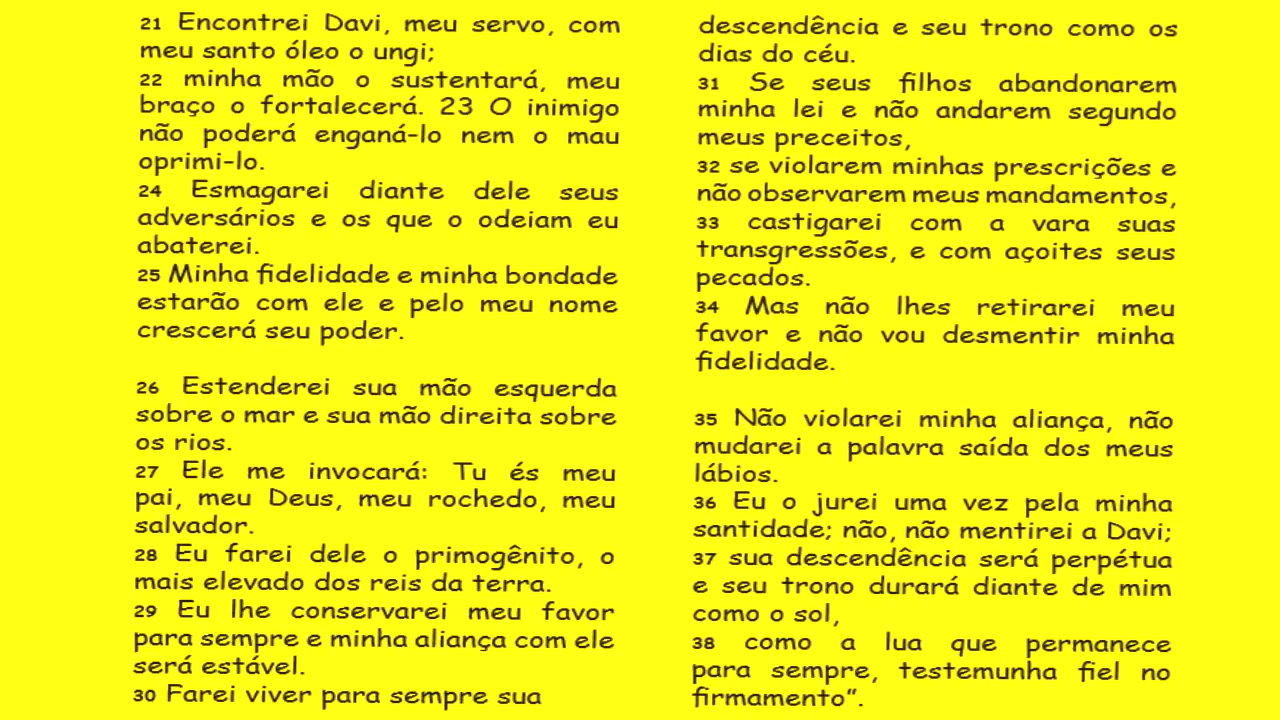 21 Encontrei Davi, meu servo, com
meu santo óleo o ungi;
22 minha mão o sustentará, meu
braço o fortalecerá. 23 O inimigo
não poderá enganá-lo nem o mau
oprimi-lo.
24 Esmagarei diante dele seus
adversários e os que o odeiam eu
abaterei.
25 Minha fidelidade e minha bondade
estarão com ele e pelo meu nome
crescerá seu poder.
26 Estenderei sua mão esquerda
sobre o mar e sua mão direita sobre
os rios.
27 Ele me invocará: Tu és meu
pai, meu Deus, meu rochedo, meu
salvador.
28 Eu farei dele o primogênito, o
mais elevado dos reis da terra.
29 Eu lhe conservarei meu favor
para sempre e minha aliança com ele
será estável.
30 Farei viver para sempre sua
descendência e seu trono como os
dias do céu.
31 Se seus filhos abandonarem
minha lei e não andarem segundo
meus preceitos,
32 se violarem minhas prescrições e
não observarem meus mandamentos,
33 castigarei com a vara suas
transgressões, e com açoites seus
pecados.
34 Mas não lhes retirarei meu
favor e não vou desmentir minha
fidelidade.
35 Não violarei minha aliança, não
mudarei a palavra saída dos meus
lábios.
36 Eu o jurei uma vez pela minha
santidade; não, não mentirei a Davi;
37 sua descendência será perpétua
e seu trono durará diante de mim
como o sol,
38 como a lua que permanece
para sempre, testemunha fiel no
firmamento”.